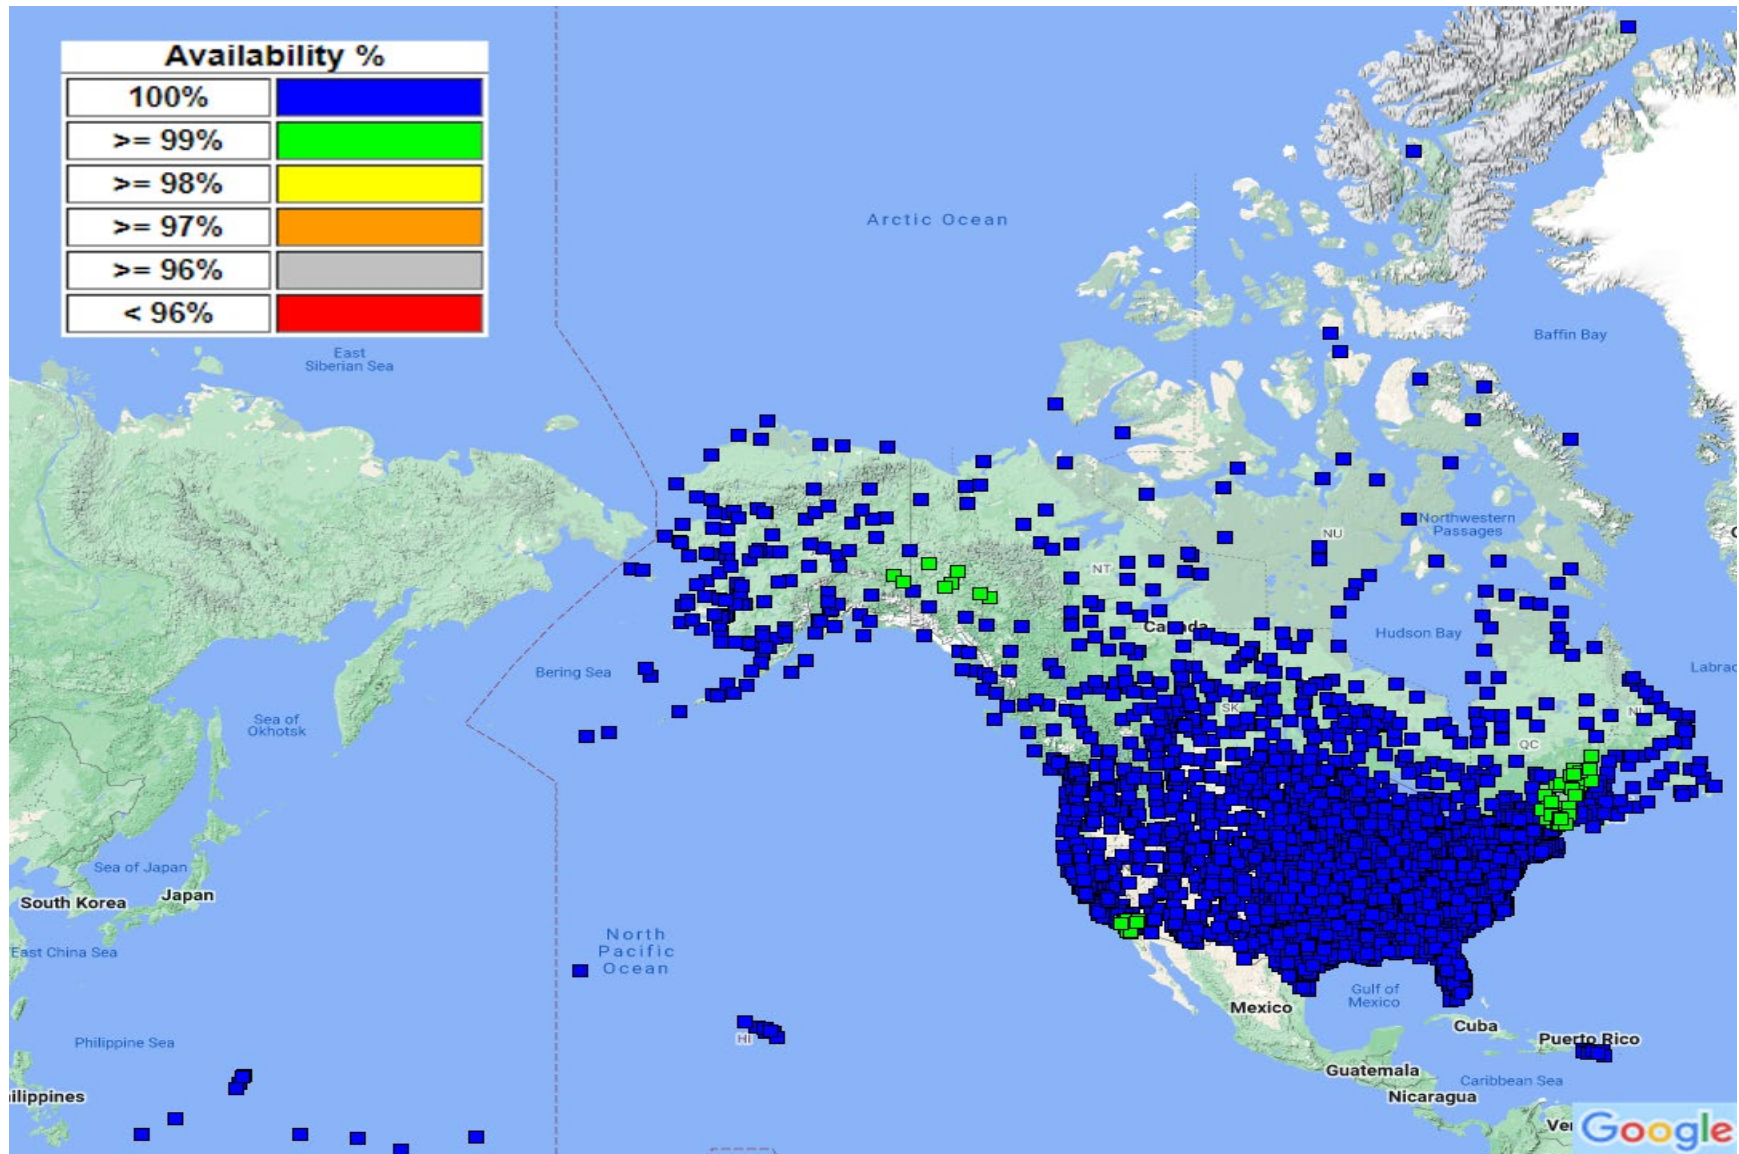 Availability %
100%
>= 99%
>= 98%
>= 97%
>= 96%
< 96%
Arctic Ocean
Baffin Bay
East
Siberian Sea
NU
Northwestern
Passages
NT
Canada
Hudson Bay
Bering Sea
Labrac
SK
NL
Sea of
Okhotsk
QC
Sea of Japan
Japan
South Korea
North
Pacific
Ocean
East China Sea
Gulf of
Mexico
Mexico
Cuba
HI
Puerto Rico
Philippine Sea
Guatemala
Caribbean Sea
ilippines
Nicaragua
Ve
Google